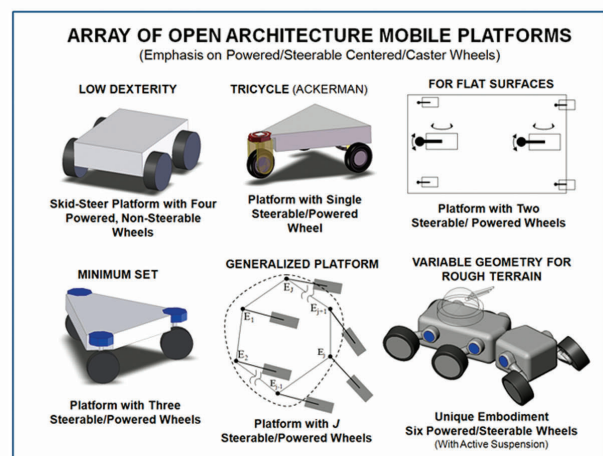 ARRAY OF OPEN ARCHITECTURE MOBILE PLATFORMS
(Emphasis on Powered/Steerable Centered/Caster Wheels)
LOW DEXTERITY
Skid-Steer Platform with Four
Powered, Non-Steerable
Wheels
TRICYCLE (ACKERMAN)
Platform with Single
Steerable/Powered
Wheel
FOR FLAT SURFACES
Platform with Two
Steerable/ Powered Wheels
MINIMUM SET
Platform with Three
Steerable/Powered Wheels
GENERALIZED PLATFORM
EJ
Ej+1
E1
E2
Ej
Ej-1
Platform with J
Steerable/Powered Wheels
VARIABLE GEOMETRY FOR
ROUGH TERRAIN
Unique Embodiment
Six Powered/Steerable Wheels
(With Active Suspension)